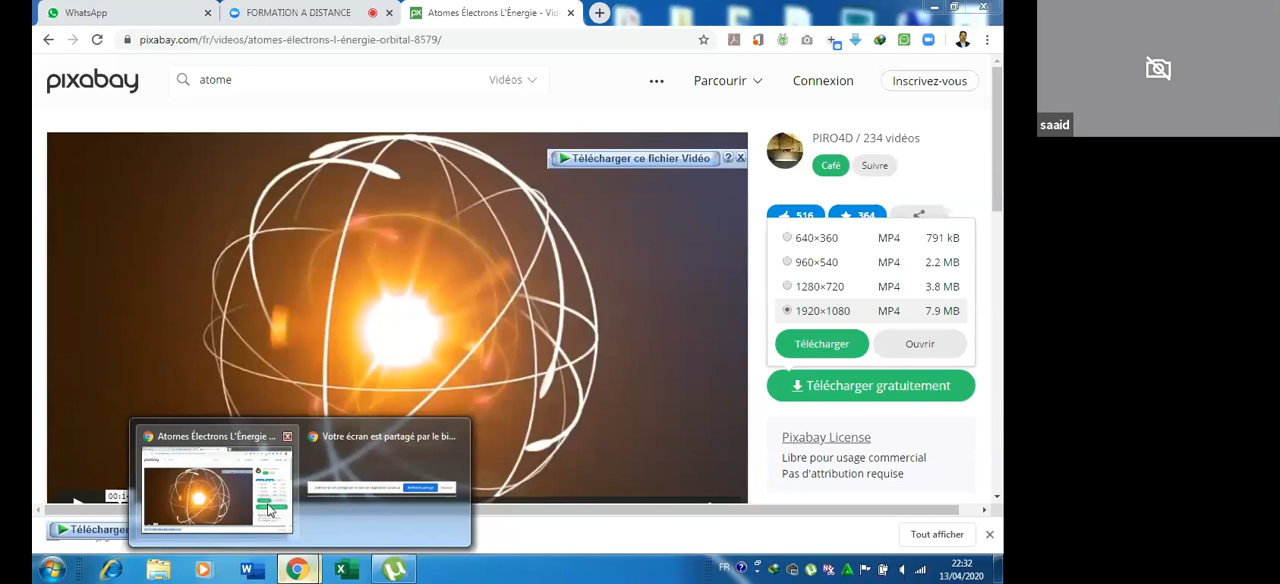 WhatsApp
FORMATION A DISTANCE
Atomes Électrons L'Énergie - Vid
pixabay.com/fr/videos/atomes-électrons-l-énergie-orbital-8579/
pixabay
atome
Vidéos
Parcourir
Connexion
Inscrivez-vous
saaid
Télécharger ce fichier Vidéo
? X
PIRO4D / 234 vidéos
Café
Suivre
516
364
640×360 MP4 791 kB
960×540 MP4 2.2 MB
1280×720 MP4 3.8 MB
1920×1080 MP4 7.9 MB
Télécharger
Ouvrir
Télécharger gratuitement
Pixabay License
Libre pour usage commercial
Pas d'attribution requise
Atomes Électrons L'Énergie ...
Votre écran est partagé par le bi...
Télécharger
Tout afficher
FR
22:32
13/04/2020